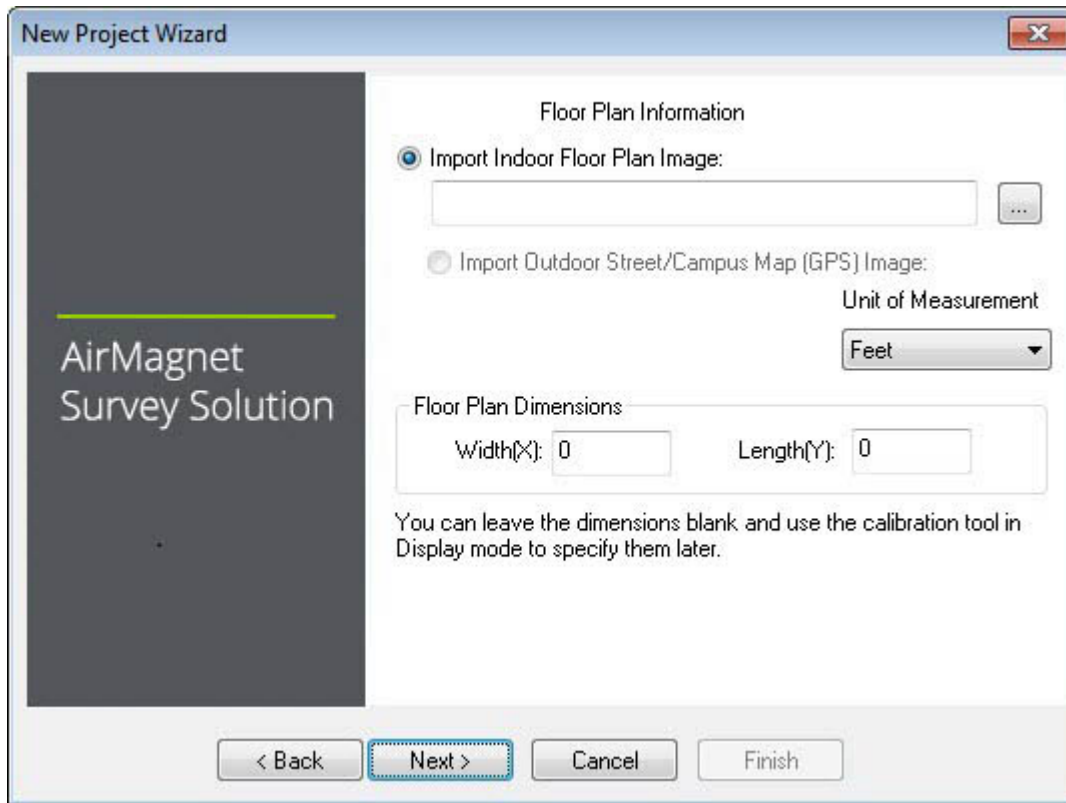 New Project Wizard
Floor Plan Information
Import Indoor Floor Plan Image:
...
Import Outdoor Street/Campus Map (GPS) Image:
Unit of Measurement
Feet
AirMagnet
Survey Solution
Floor Plan Dimensions
Width(X): 0 Length(Y): 0
You can leave the dimensions blank and use the calibration tool in
Display mode to specify them later.
< Back Next > Cancel Finish